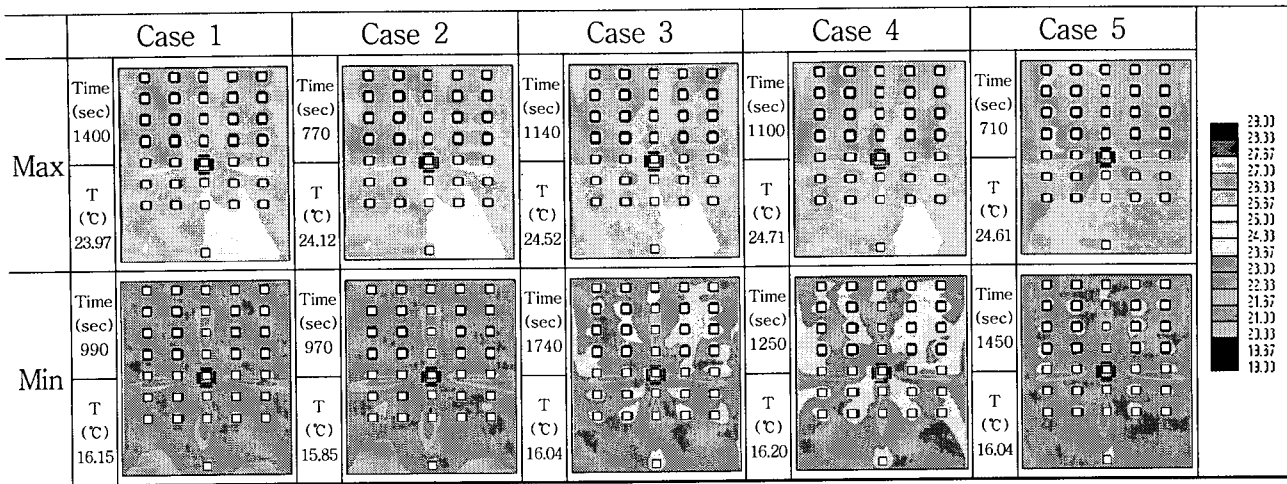 Case 1 Case 2 Case 3 Case 4 Case 5
Max
Time (sec) 1400
T (℃) 23.97
Time (sec) 770
T (℃) 24.12
Time (sec) 1140
T (℃) 24.52
Time (sec) 1100
T (℃) 24.71
Time (sec) 710
T (℃) 24.61
Min
Time (sec) 990
T (℃) 16.15
Time (sec) 970
T (℃) 15.85
Time (sec) 1740
T (℃) 16.04
Time (sec) 1250
T (℃) 16.20
Time (sec) 1450
T (℃) 16.04